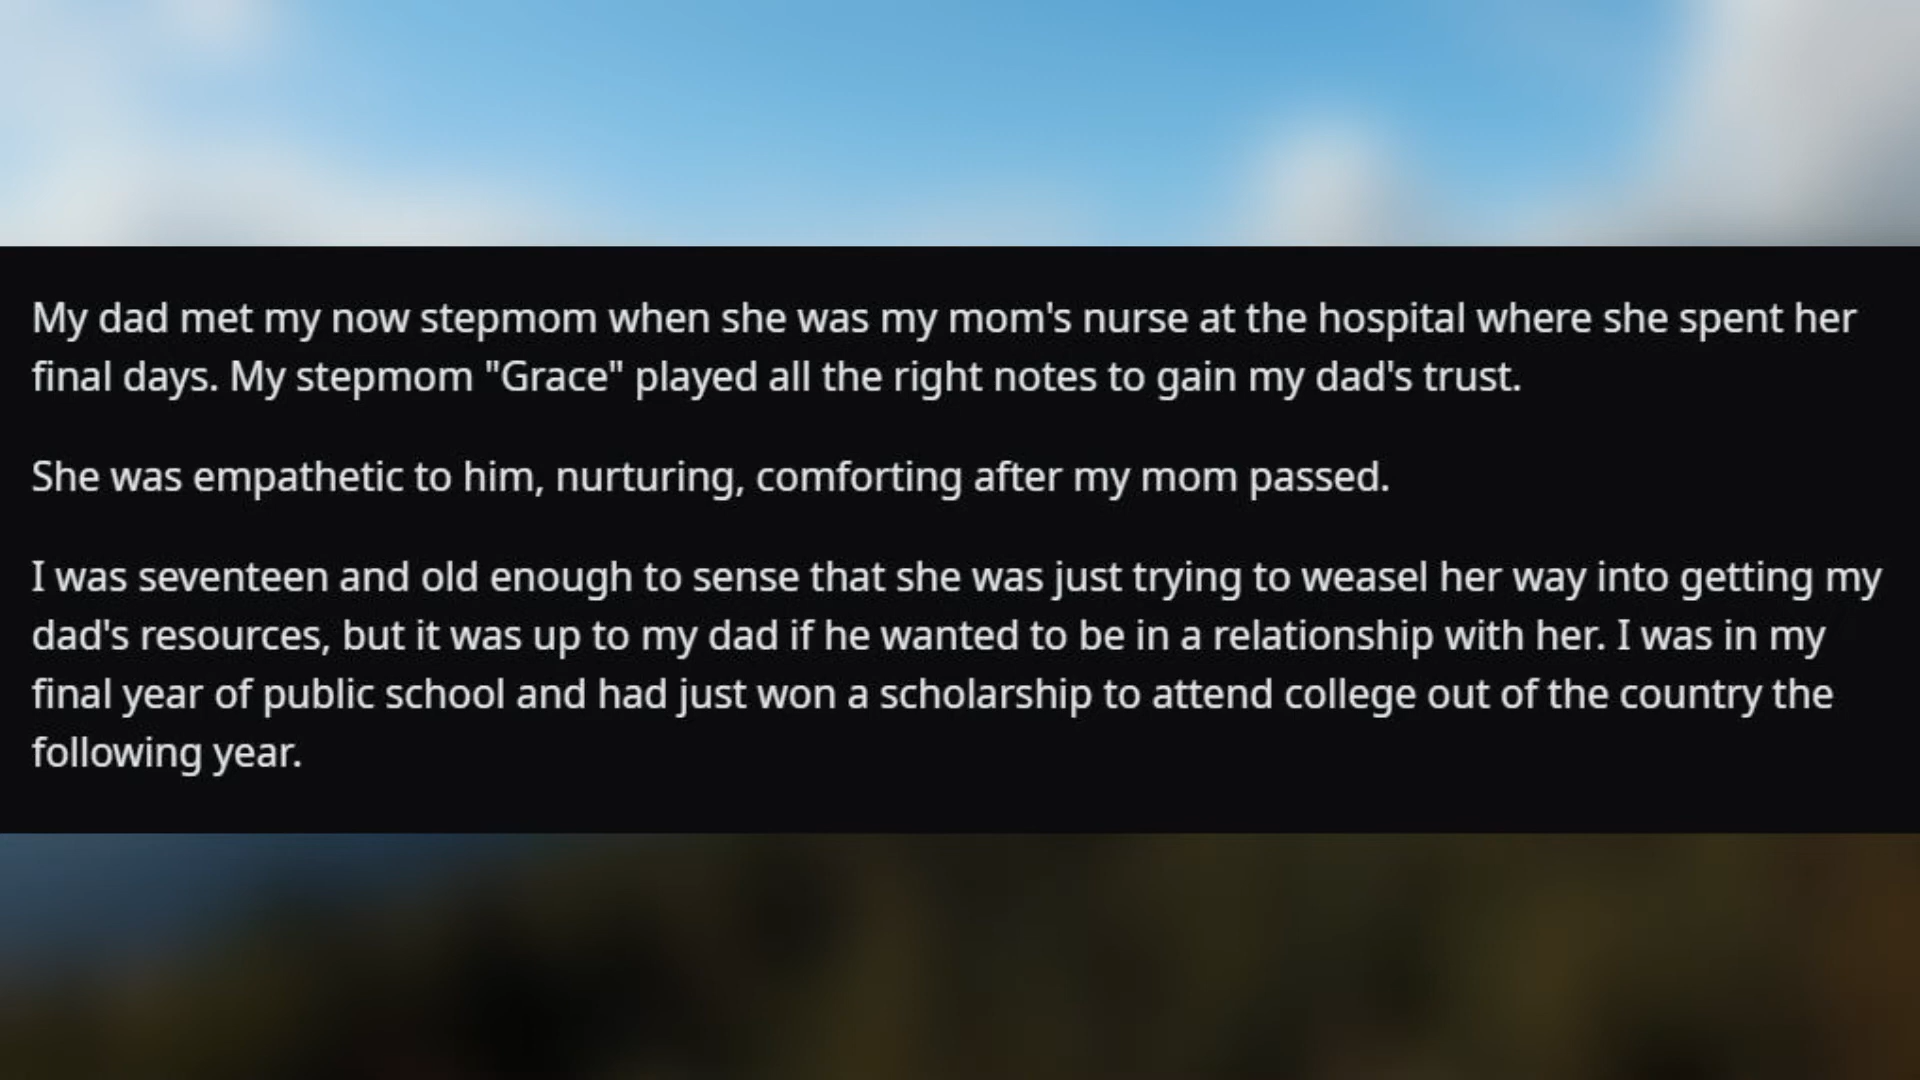 My dad met my now stepmom when she was my mom's nurse at the hospital where she spent her
final days. My stepmom "Grace" played all the right notes to gain my dad's trust.
She was empathetic to him, nurturing, comforting after my mom passed.
I was seventeen and old enough to sense that she was just trying to weasel her way into getting my
dad's resources, but it was up to my dad if he wanted to be in a relationship with her. I was in my
final year of public school and had just won a scholarship to attend college out of the country the
following year.